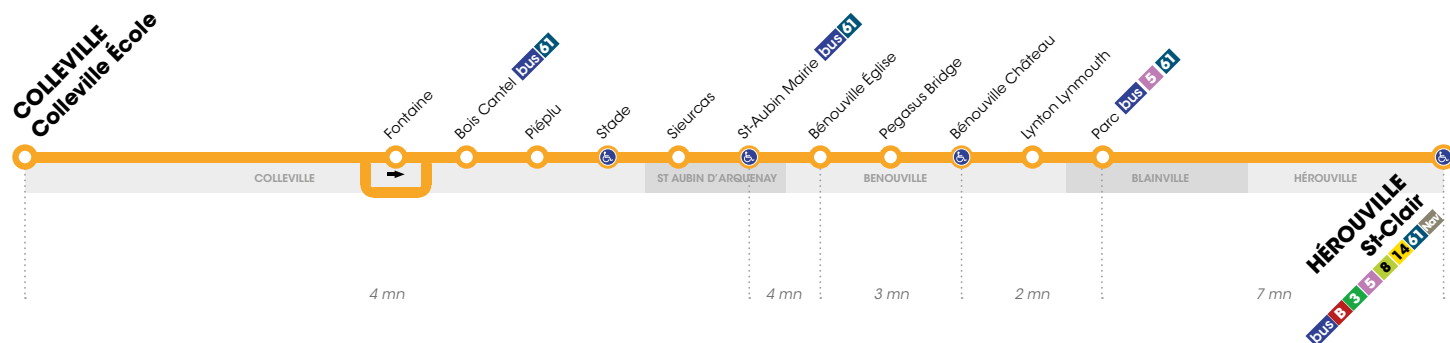 COLLEVILLE
Colleville École
Fontaine
Bois Cantel bus 61
Piéplu
Stade
Sieurcas
St-Aubin Mairie bus 61
Bénouville Église
Pegasus Bridge
Bénouville Château
Lynton Lynmouth
Parc bus 5 61
COLLEVILLE
ST AUBIN D'ARQUENAY
BENOUVILLE
BLAINVILLE
HÉROUVILLE
HÉROUVILLE
St-Clair
bus B 3 5 8 14 61 Nav
4 mn
4 mn
3 mn
2 mn
7 mn